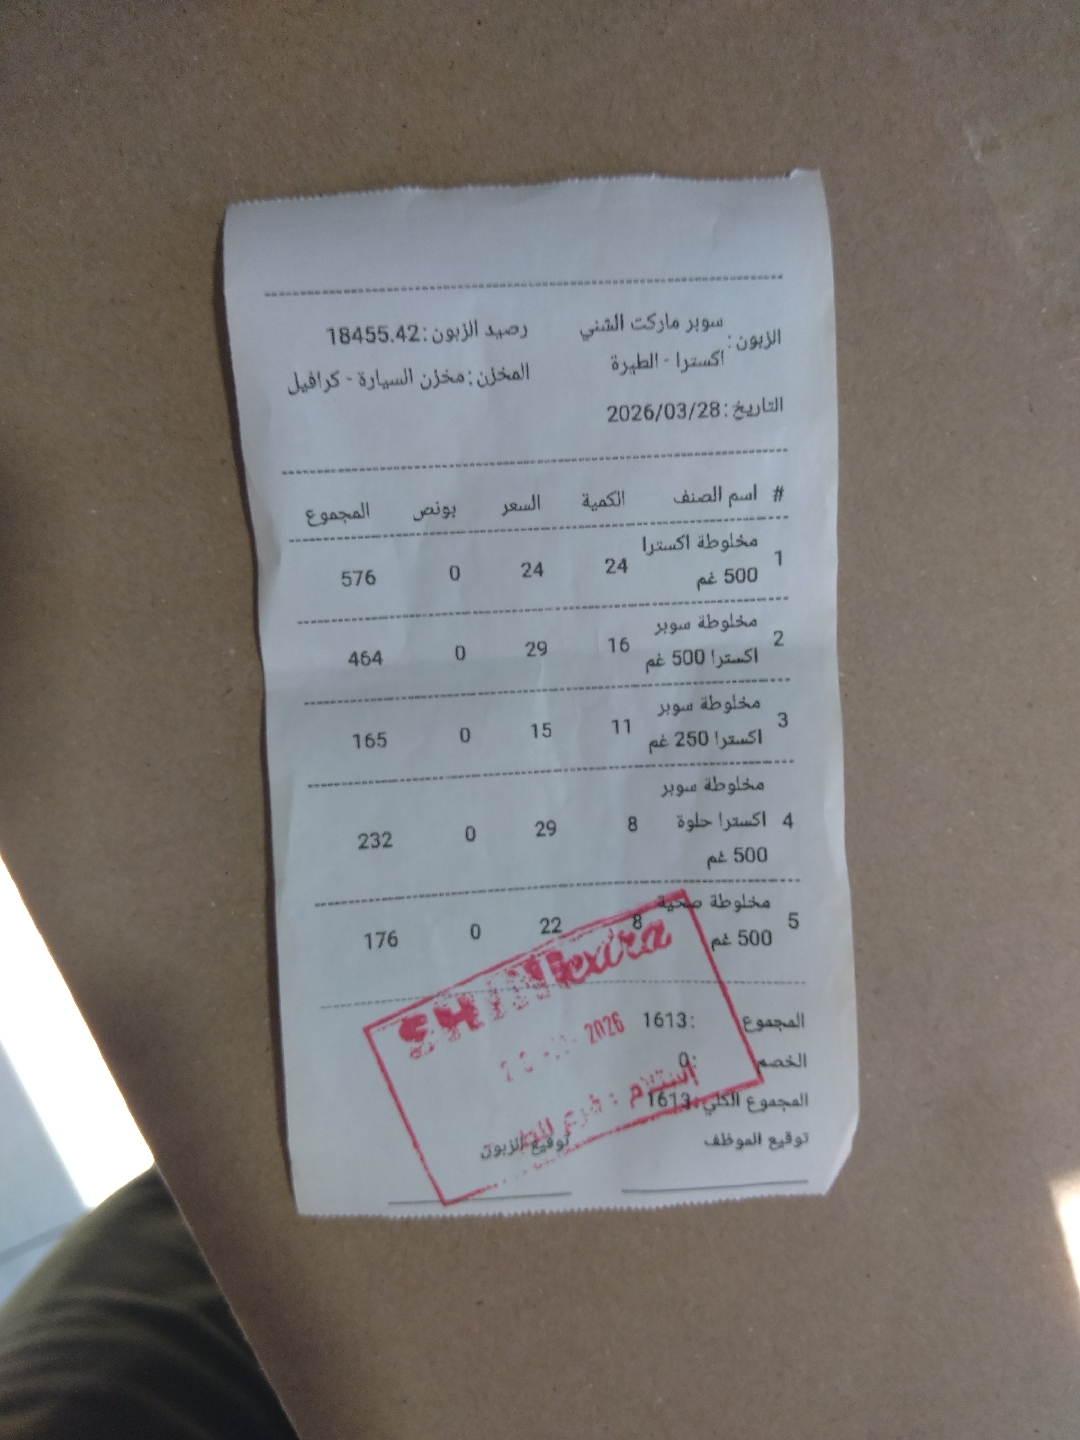 الزبون: سوبر ماركت الشني اكسترا - الطيرة
رصيد الزبون: 18455.42
المخزن: مخزن السيارة - كرافيل
التاريخ: 2026/03/28
# اسم الصنف الكمية السعر بونص المجموع
1 مخلوطة اكسترا 500 غم 24 24 0 576
2 مخلوطة سوبر اكسترا 500 غم 16 29 0 464
3 مخلوطة سوبر اكسترا 250 غم 11 15 0 165
4 مخلوطة سوبر اكسترا حلوة 500 غم 8 29 0 232
5 مخلوطة صحية 500 غم 8 22 0 176
المجموع :1613
الخصم :0
المجموع الكلي :1613
توقيع الموظف توقيع الزبون
SHINI extra
2026
إستلام : فرع